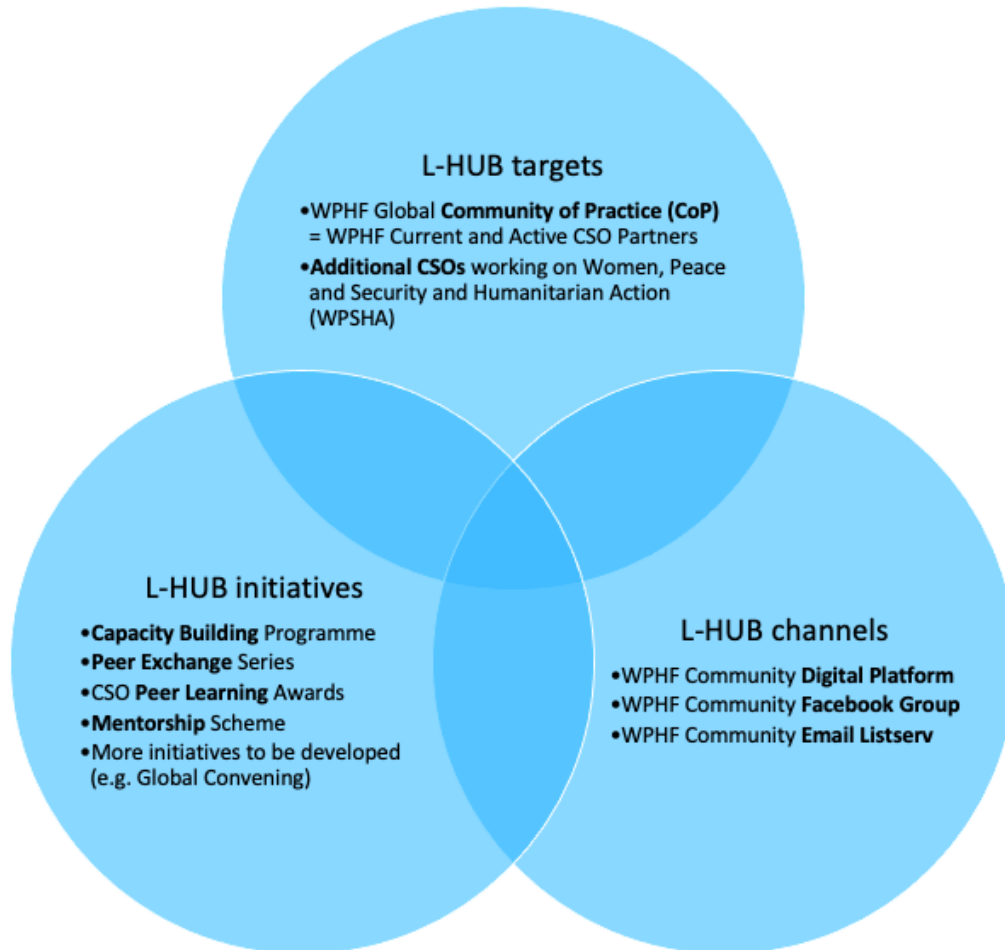 L-HUB targets
•WPHF Global Community of Practice (CoP)
= WPHF Current and Active CSO Partners
•Additional CSOs working on Women, Peace
and Security and Humanitarian Action
(WPSHA)
L-HUB initiatives
•Capacity Building Programme
•Peer Exchange Series
•CSO Peer Learning Awards
•Mentorship Scheme
•More initiatives to be developed
(e.g. Global Convening)
L-HUB channels
•WPHF Community Digital Platform
•WPHF Community Facebook Group
•WPHF Community Email Listserv